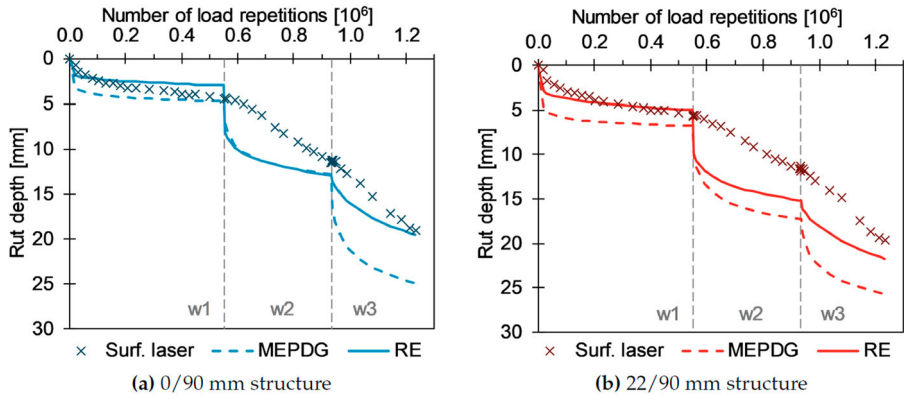 Number of load repetitions [10⁶]
0.0 0.2 0.4 0.6 0.8 1.0 1.2
0
5
10
15
20
25
30
Rut depth [mm]
w1 w2 w3
× Surf. laser MEPDG RE
(a) 0/90 mm structure
Number of load repetitions [10⁶]
0.0 0.2 0.4 0.6 0.8 1.0 1.2
0
5
10
15
20
25
30
Rut depth [mm]
w1 w2 w3
× Surf. laser MEPDG RE
(b) 22/90 mm structure